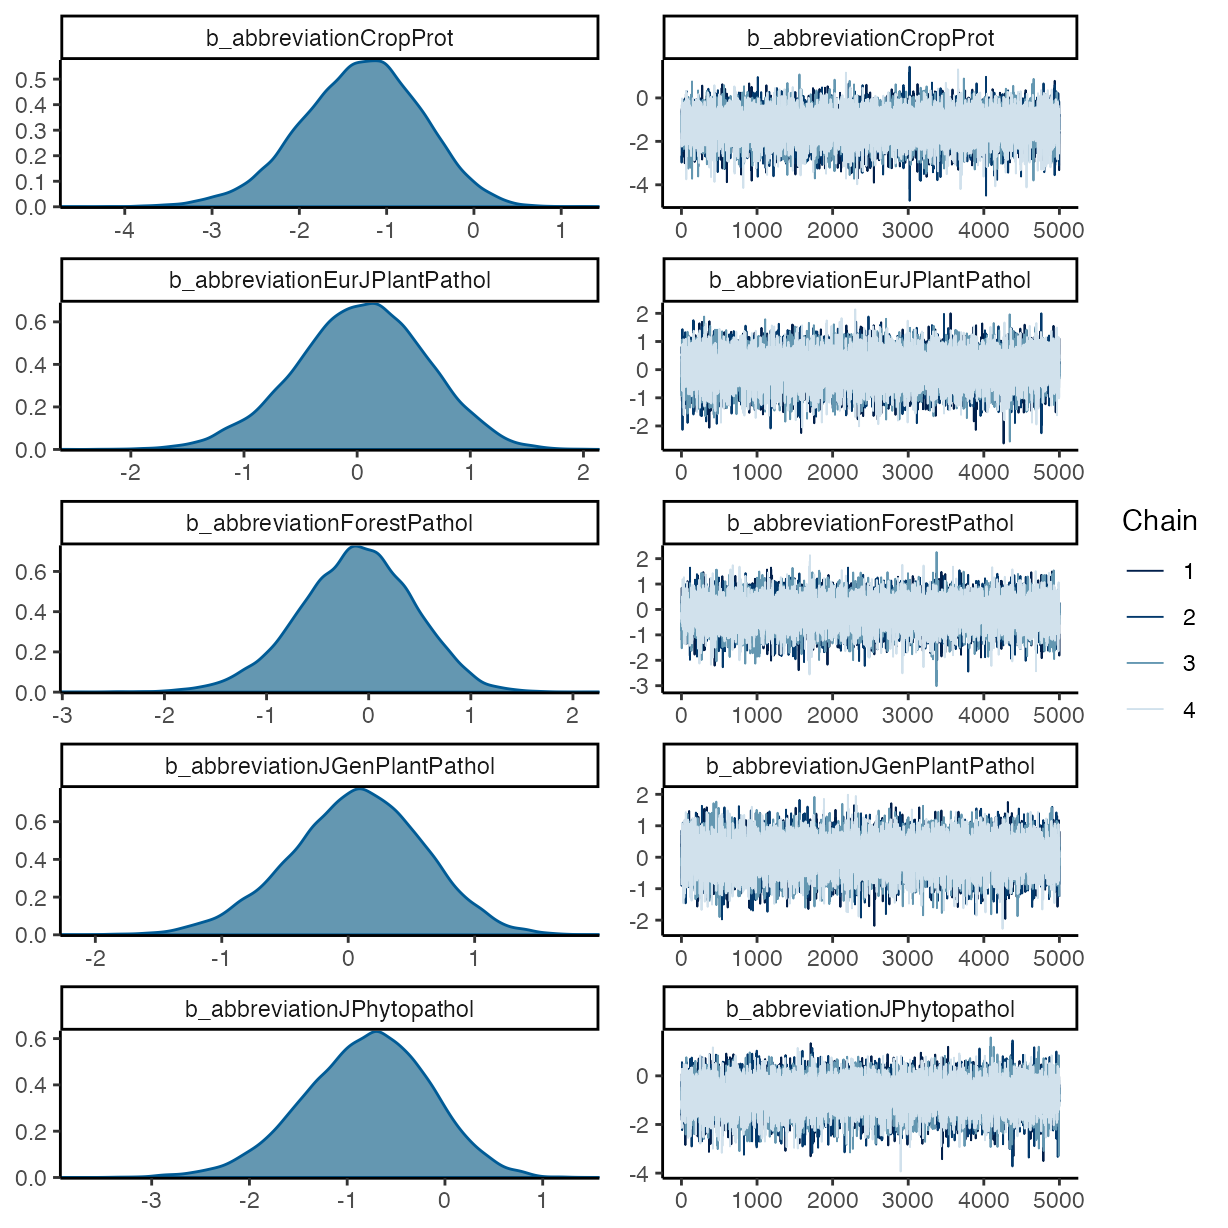 b_abbreviationCropProt
0.5
0.4
0.3
0.2
0.1
0.0
-4 -3 -2 -1 0 1
b_abbreviationCropProt
0
-2
-4
0 1000 2000 3000 4000 5000
b_abbreviationEurJPlantPathol
0.6
0.4
0.2
0.0
-2 -1 0 1 2
b_abbreviationEurJPlantPathol
2
1
0
-1
-2
0 1000 2000 3000 4000 5000
b_abbreviationForestPathol
0.6
0.4
0.2
0.0
-3 -2 -1 0 1 2
b_abbreviationForestPathol
2
1
0
-1
-2
-3
0 1000 2000 3000 4000 5000
b_abbreviationJGenPlantPathol
0.6
0.4
0.2
0.0
-2 -1 0 1
b_abbreviationJGenPlantPathol
2
1
0
-1
-2
0 1000 2000 3000 4000 5000
b_abbreviationJPhytopathol
0.6
0.4
0.2
0.0
-3 -2 -1 0 1
b_abbreviationJPhytopathol
0
-2
-4
0 1000 2000 3000 4000 5000
Chain
1
2
3
4